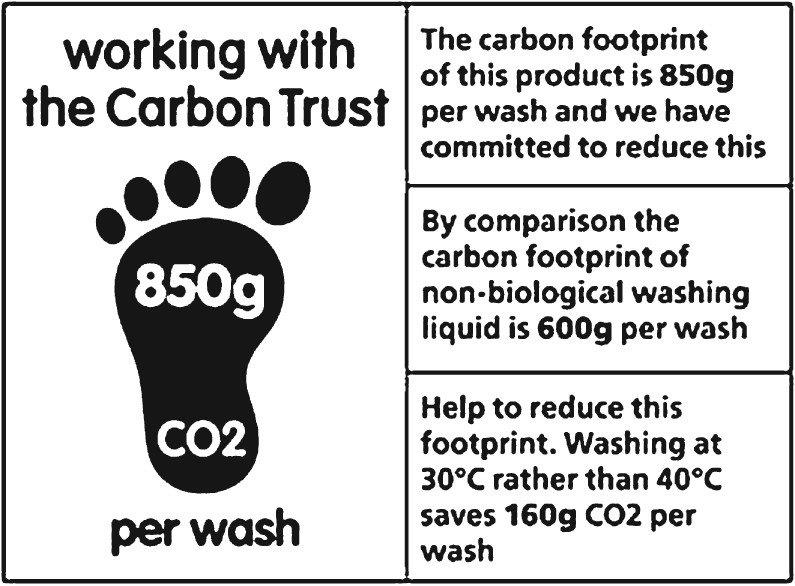 working with
the Carbon Trust
850g
CO2
per wash
The carbon footprint
of this product is 850g
per wash and we have
committed to reduce this
By comparison the
carbon footprint of
non-biological washing
liquid is 600g per wash
Help to reduce this
footprint. Washing at
30°C rather than 40°C
saves 160g CO2 per
wash